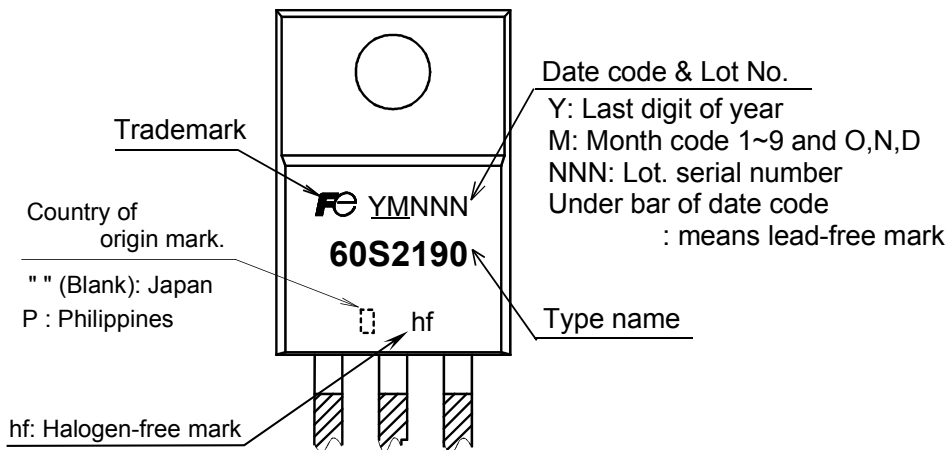 Date code & Lot No.
Y: Last digit of year
M: Month code 1~9 and O,N,D
NNN: Lot. serial number
Under bar of date code
: means lead-free mark
Trademark
Fe YMNNN
60S2190
Country of
origin mark.
" " (Blank): Japan
P : Philippines
hf
Type name
hf: Halogen-free mark